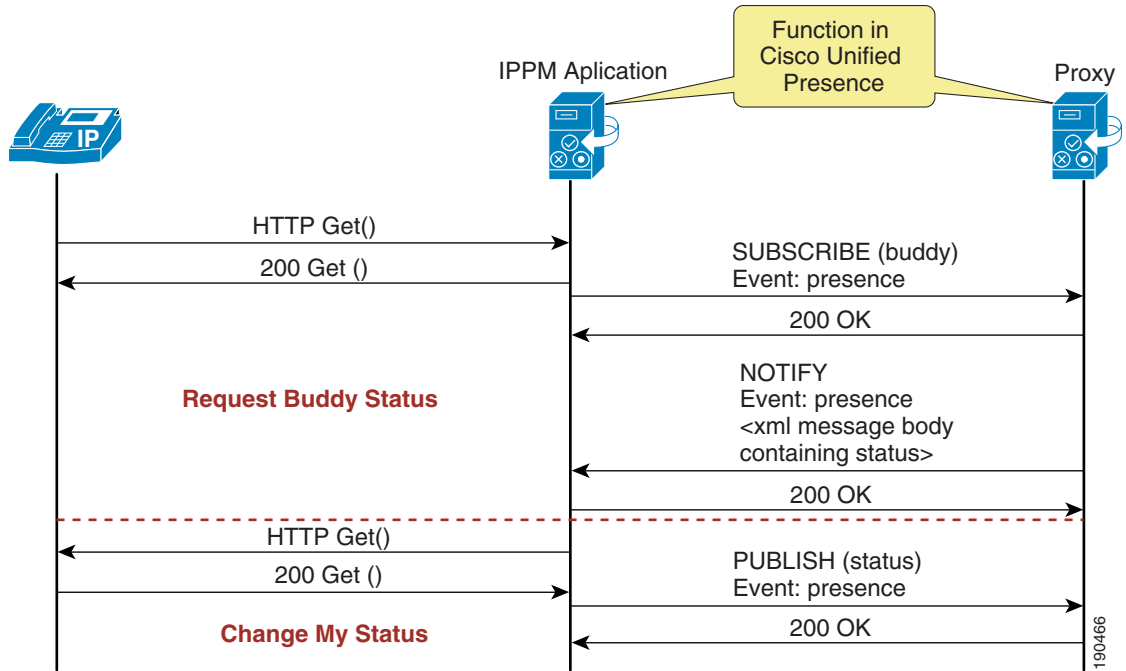 Function in
Cisco Unified
Presence
IPPM Aplication
Proxy
IP
HTTP Get()
200 Get ()
SUBSCRIBE (buddy)
Event: presence
200 OK
Request Buddy Status
NOTIFY
Event: presence
<xml message body
containing status>
200 OK
HTTP Get()
200 Get ()
PUBLISH (status)
Event: presence
Change My Status
200 OK
190466